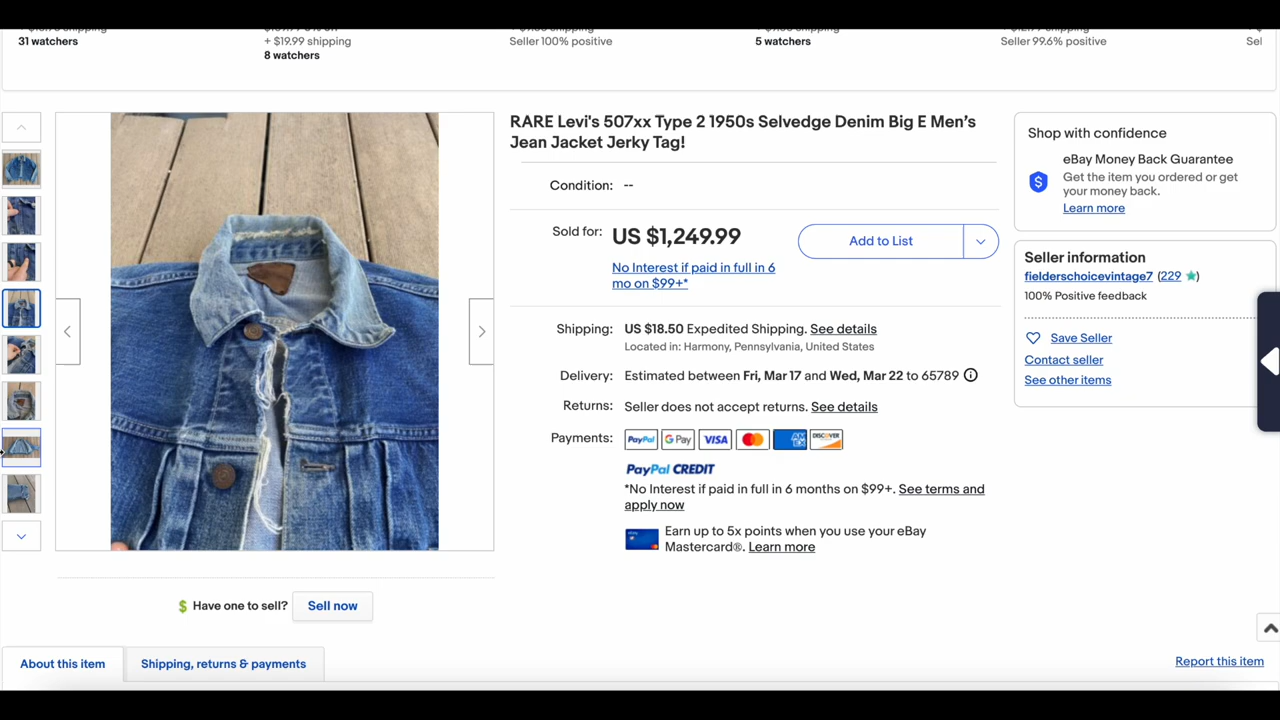 31 watchers
+ $19.99 shipping
8 watchers
Seller 100% positive
5 watchers
Seller 99.6% positive
Sel
RARE Levi's 507xx Type 2 1950s Selvedge Denim Big E Men's
Jean Jacket Jerky Tag!
Condition: --
Sold for: US $1,249.99
Add to List
No Interest if paid in full in 6
mo on $99+*
Shipping: US $18.50 Expedited Shipping. See details
Located in: Harmony, Pennsylvania, United States
Delivery: Estimated between Fri, Mar 17 and Wed, Mar 22 to 65789
Returns: Seller does not accept returns. See details
Payments: PayPal G Pay VISA DISCOVER
PayPal CREDIT
*No Interest if paid in full in 6 months on $99+. See terms and
apply now
Earn up to 5x points when you use your eBay
Mastercard®. Learn more
Shop with confidence
eBay Money Back Guarantee
Get the item you ordered or get
your money back.
Learn more
Seller information
fielderschoicevintage7 (229)
100% Positive feedback
Save Seller
Contact seller
See other items
Have one to sell? Sell now
About this item
Shipping, returns & payments
Report this item